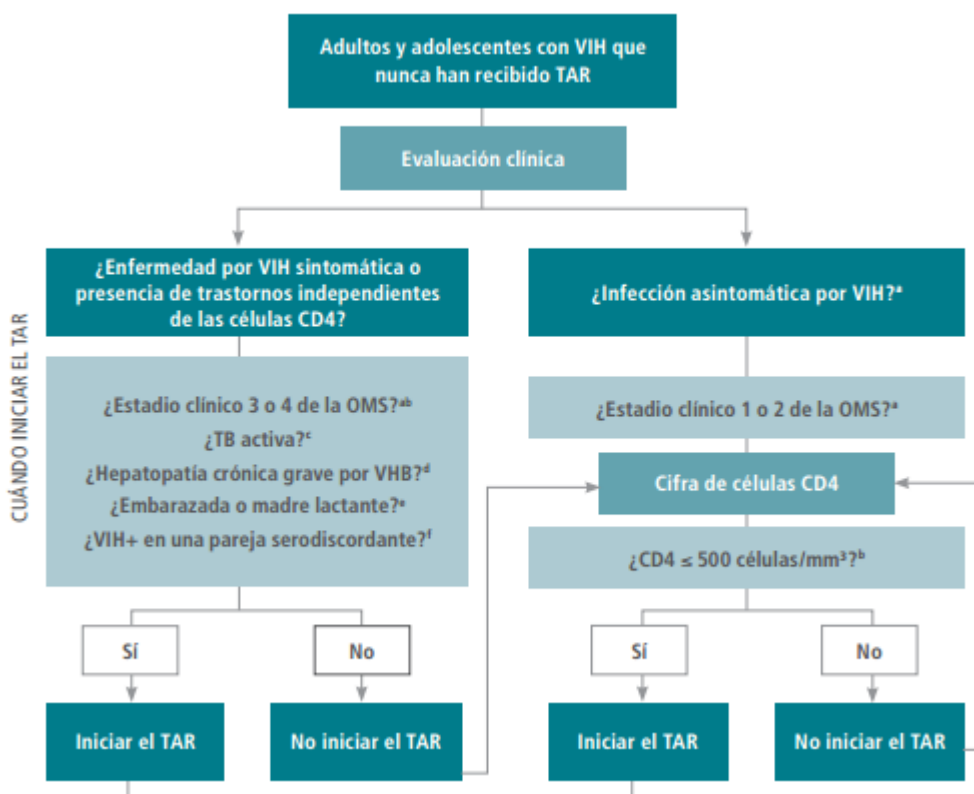 Adultos y adolescentes con VIH que
nunca han recibido TAR
Evaluación clínica
CUÁNDO INICIAR EL TAR
¿Enfermedad por VIH sintomática o
presencia de trastornos independientes
de las células CD4?
¿Estadio clínico 3 o 4 de la OMS?ᵃᵇ
¿TB activa?ᶜ
¿Hepatopatía crónica grave por VHB?ᵈ
¿Embarazada o madre lactante?ᵉ
¿VIH+ en una pareja serodiscordante?ᶠ
Sí
No
Iniciar el TAR
No iniciar el TAR
¿Infección asintomática por VIH?ᵃ
¿Estadio clínico 1 o 2 de la OMS?ᵃ
Cifra de células CD4
¿CD4 ≤ 500 células/mm³?ᵇ
Sí
No
Iniciar el TAR
No iniciar el TAR